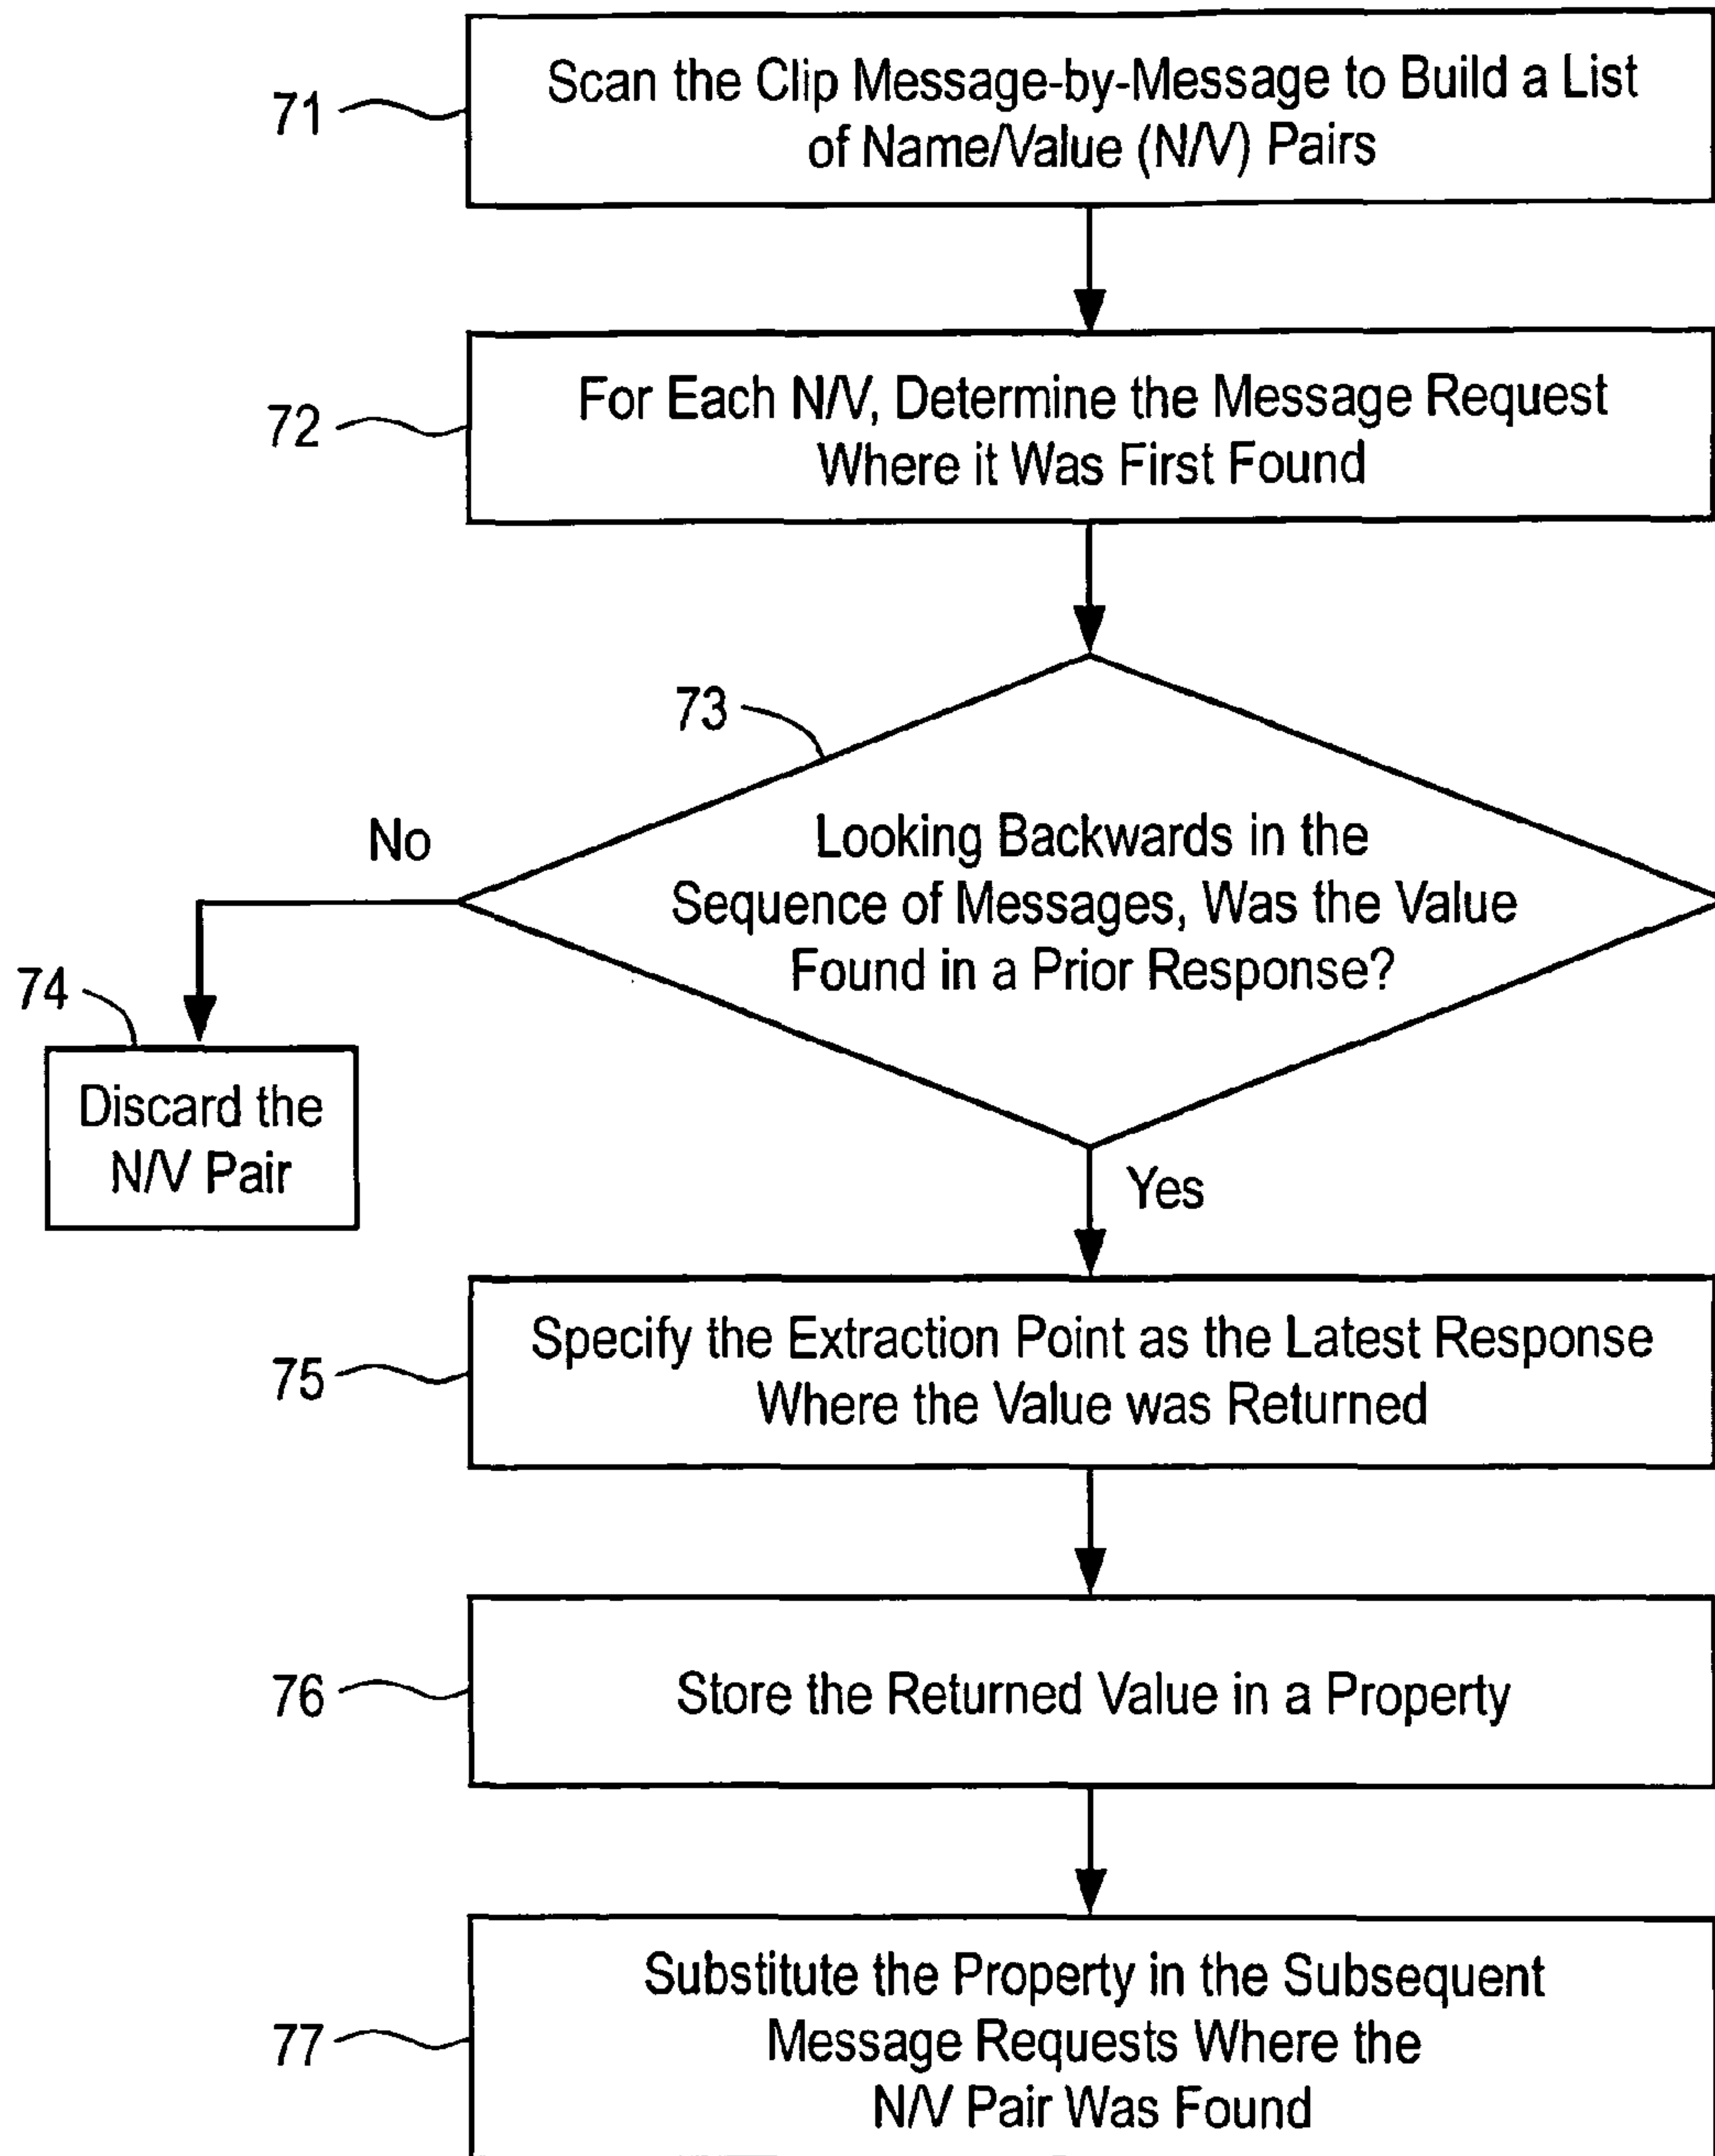 71
Scan the Clip Message-by-Message to Build a List
of Name/Value (N/V) Pairs
72
For Each N/V, Determine the Message Request
Where it Was First Found
73
Looking Backwards in the
Sequence of Messages, Was the Value
Found in a Prior Response?
No
74
Discard the
N/V Pair
Yes
75
Specify the Extraction Point as the Latest Response
Where the Value was Returned
76
Store the Returned Value in a Property
77
Substitute the Property in the Subsequent
Message Requests Where the
N/V Pair Was Found